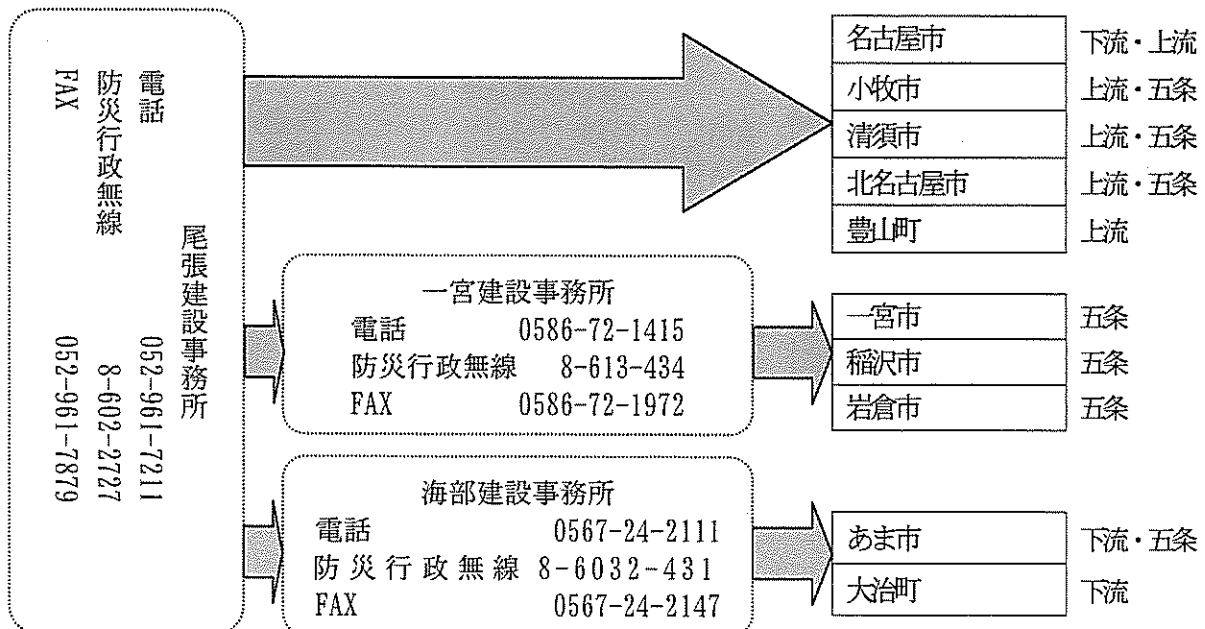 尾張建設事務所
電話 052-961-7211
防災行政無線 8-602-2727
FAX 052-961-7879
名古屋市 下流・上流
小牧市 上流・五条
清須市 上流・五条
北名古屋市 上流・五条
豊山町 上流
一宮建設事務所
電話 0586-72-1415
防災行政無線 8-613-434
FAX 0586-72-1972
一宮市 五条
稲沢市 五条
岩倉市 五条
海部建設事務所
電話 0567-24-2111
防災行政無線 8-6032-431
FAX 0567-24-2147
あま市 下流・五条
大治町 下流